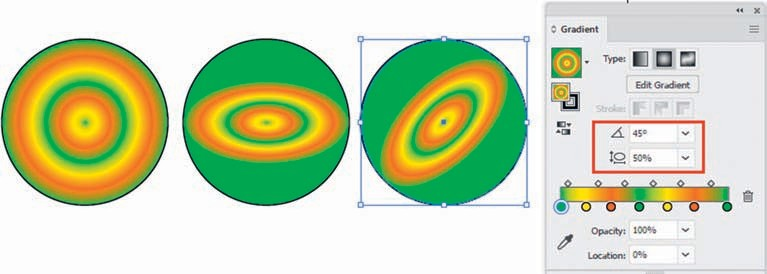 Gradient
Type:
Edit Gradient
Stroke:
45°
50%
Opacity: 100%
Location: 0%